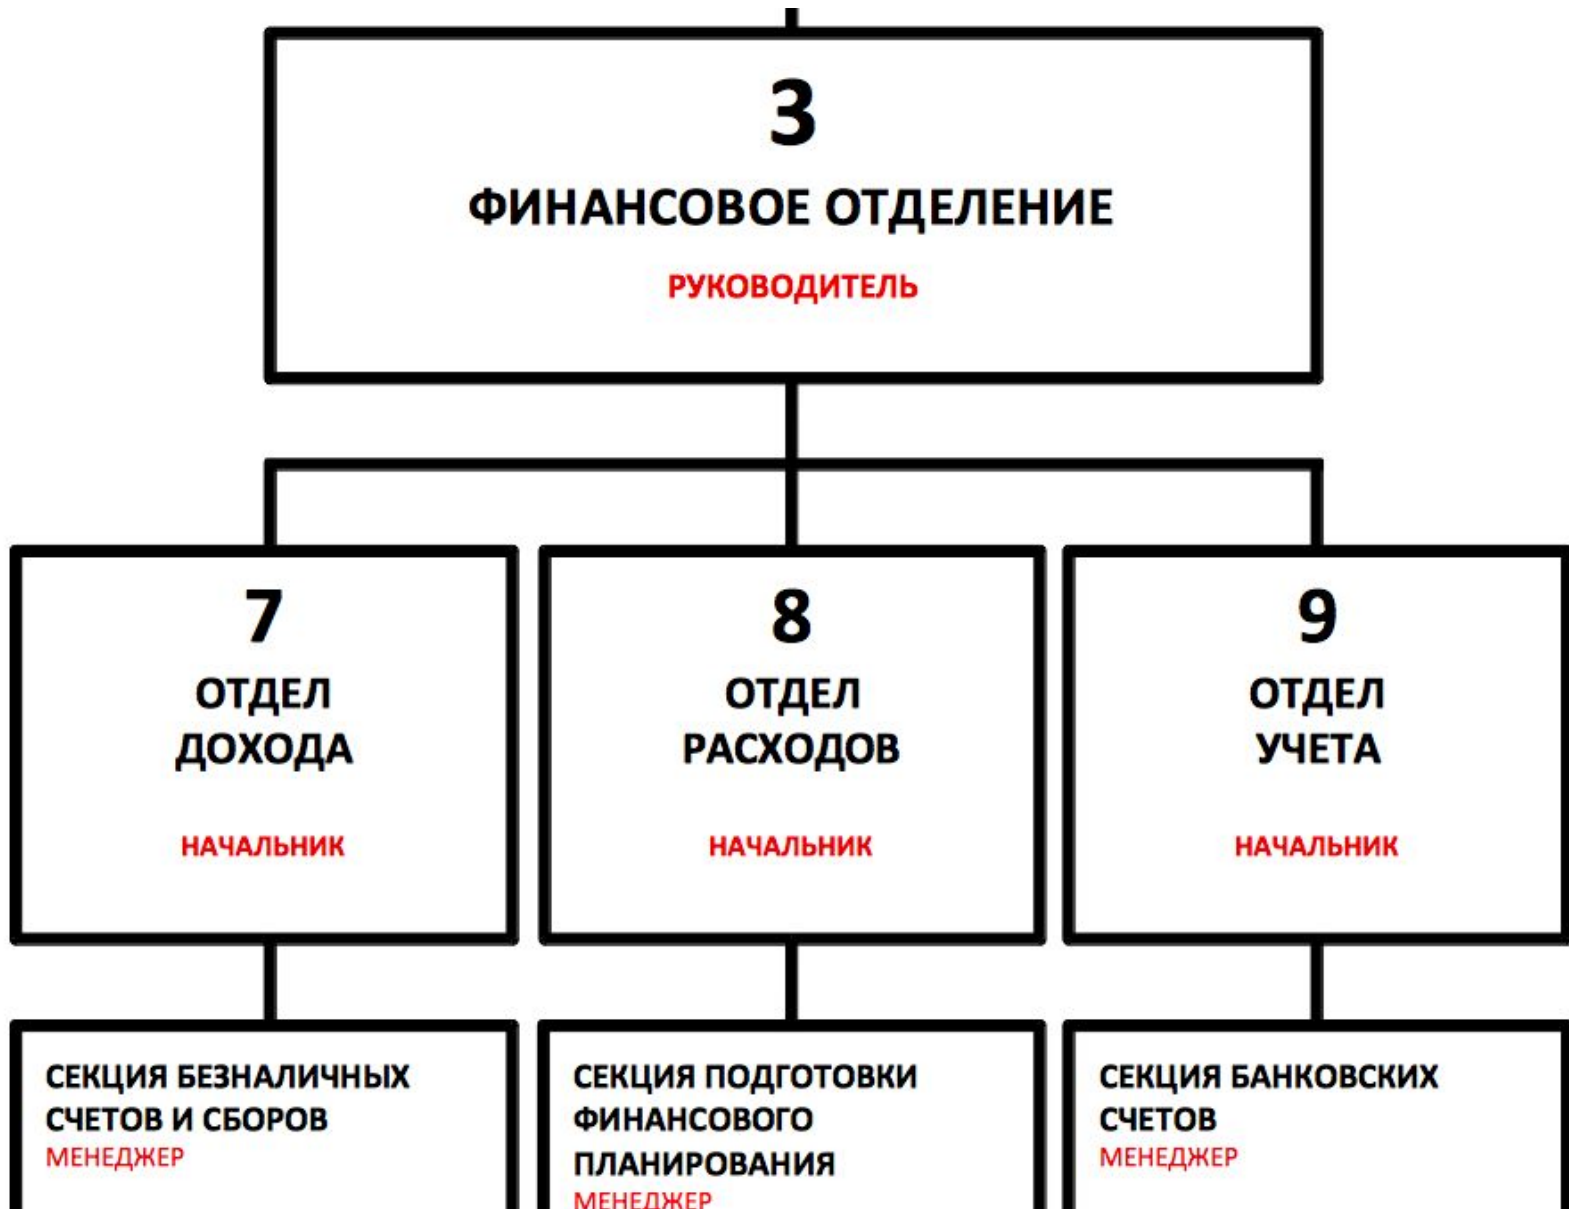 3
ФИНАНСОВОЕ ОТДЕЛЕНИЕ
РУКОВОДИТЕЛЬ
7
ОТДЕЛ
ДОХОДА
НАЧАЛЬНИК
8
ОТДЕЛ
РАСХОДОВ
НАЧАЛЬНИК
9
ОТДЕЛ
УЧЕТА
НАЧАЛЬНИК
СЕКЦИЯ БЕЗНАЛИЧНЫХ
СЧЕТОВ И СБОРОВ
МЕНЕДЖЕР
СЕКЦИЯ ПОДГОТОВКИ
ФИНАНСОВОГО
ПЛАНИРОВАНИЯ
МЕНЕДЖЕР
СЕКЦИЯ БАНКОВСКИХ
СЧЕТОВ
МЕНЕДЖЕР